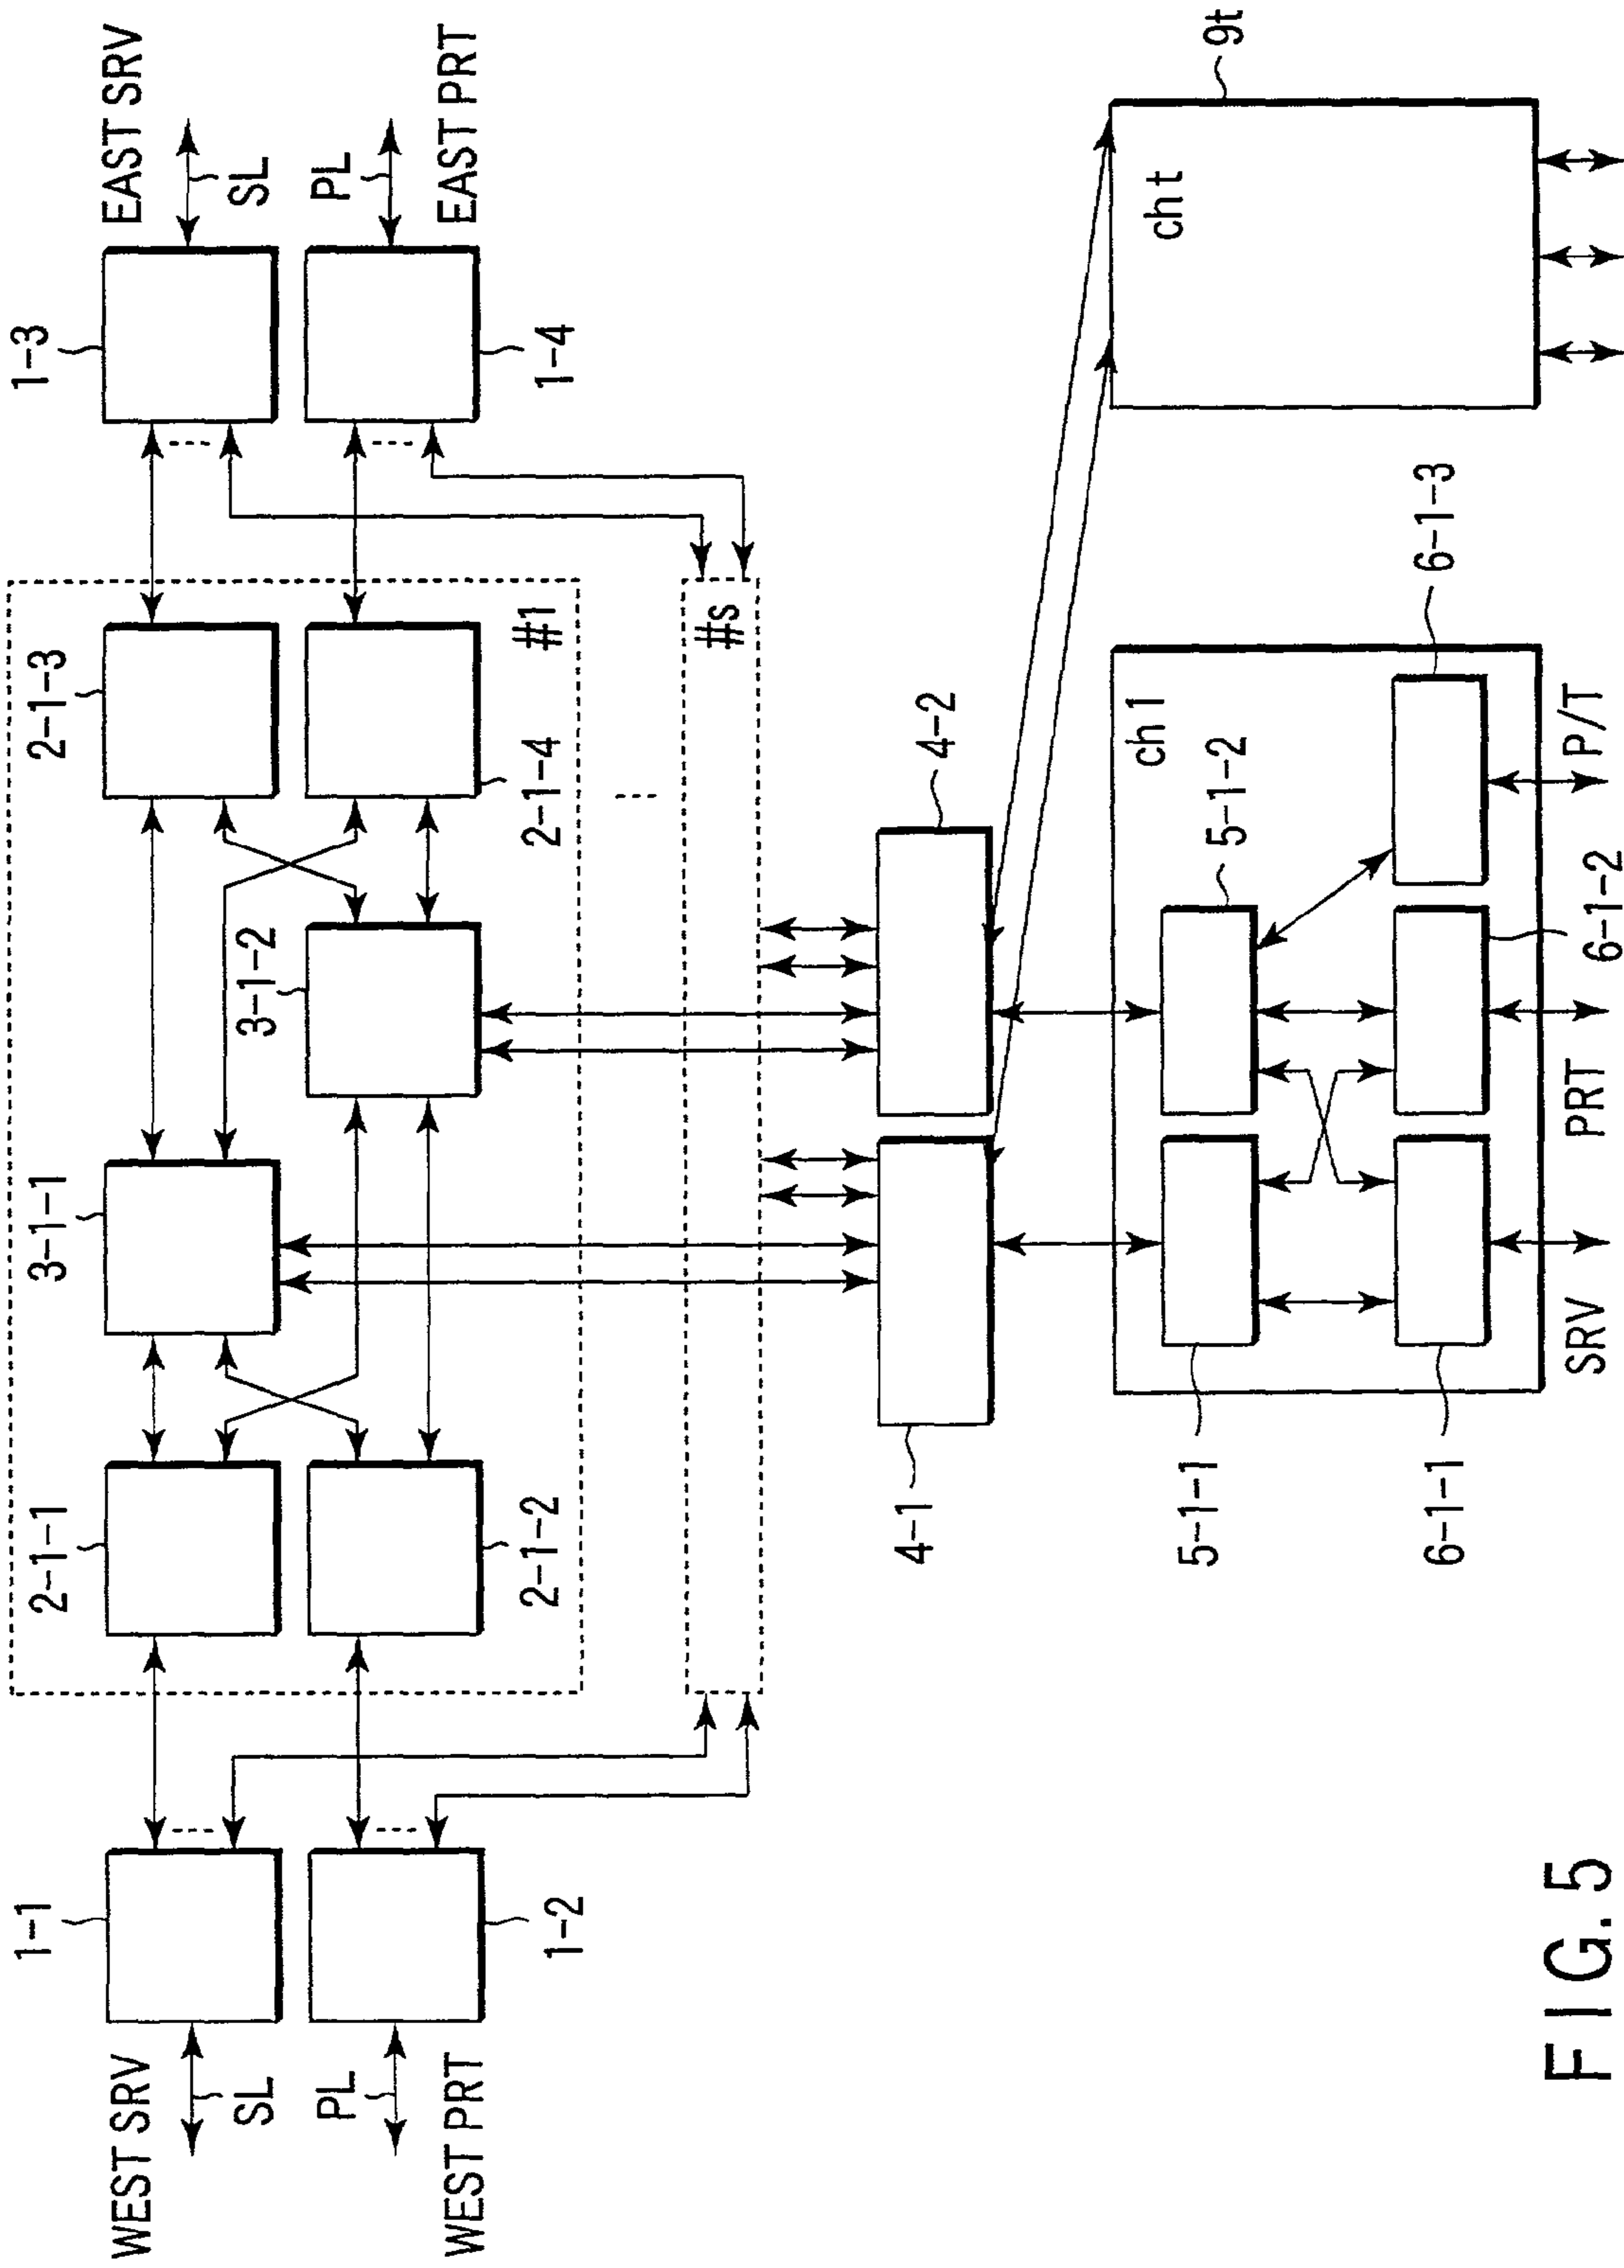 1-1
2-1-1
3-1-1
2-1-3
1-3
WEST SRV
EAST SRV
SL
SL
3-1-2
PL
PL
WEST PRT
EAST PRT
1-2
2-1-2
2-1-4
#1
1-4
#s
4-1
4-2
ch1
ch t
9t
5-1-1
5-1-2
6-1-1
6-1-3
SRV
PRT
6-1-2
P/T
FIG. 5